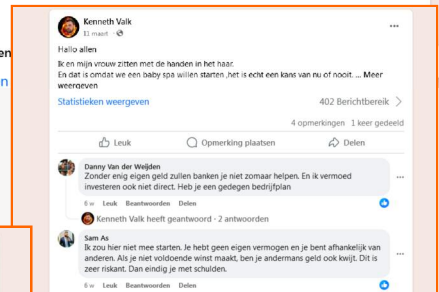 Kenneth Valk
11 maart
Hallo allen
Ik en mijn vrouw zitten met de handen in het haar.
En dat is omdat we een baby spa willen starten ,het is echt een kans van nu of nooit. ... Meer
weergeven
Statistieken weergeven
402 Berichtbereik
4 opmerkingen 1 keer gedeeld
Leuk
Opmerking plaatsen
Delen
Danny Van der Weijden
Zonder enig eigen geld zullen banken je niet zomaar helpen. En ik vermoed
investeren ook niet direct. Heb je een gedegen bedrijfplan
6 w Leuk Beantwoorden Delen
Kenneth Valk heeft geantwoord · 2 antwoorden
Sam As
Ik zou hier niet mee starten. Je hebt geen eigen vermogen en je bent afhankelijk van
anderen. Als je niet voldoende winst maakt, ben je andermans geld ook kwijt. Dit is
zeer riskant. Dan eindig je met schulden.
6 w Leuk Beantwoorden Delen
en
n